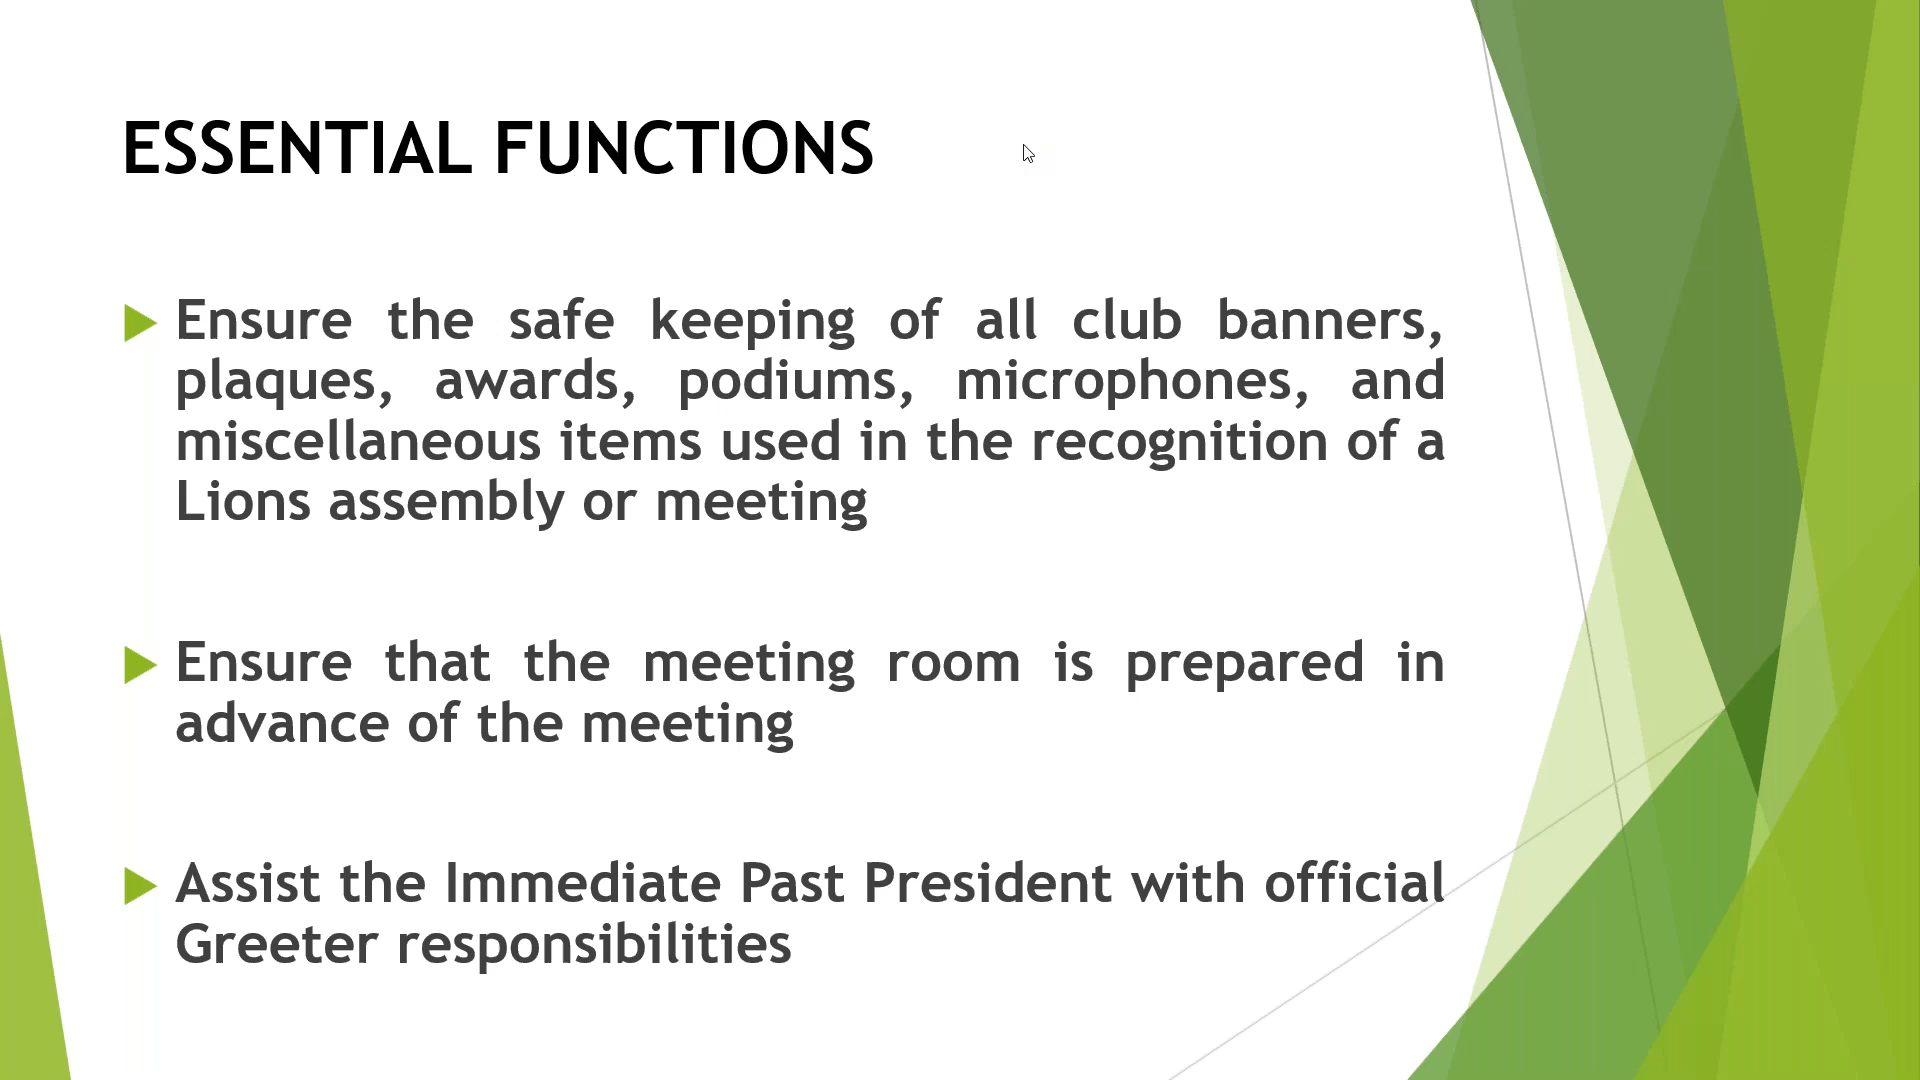 ESSENTIAL FUNCTIONS
Ensure the safe keeping of all club banners,
plaques, awards, podiums, microphones, and
miscellaneous items used in the recognition of a
Lions assembly or meeting
Ensure that the meeting room is prepared in
advance of the meeting
Assist the Immediate Past President with official
Greeter responsibilities